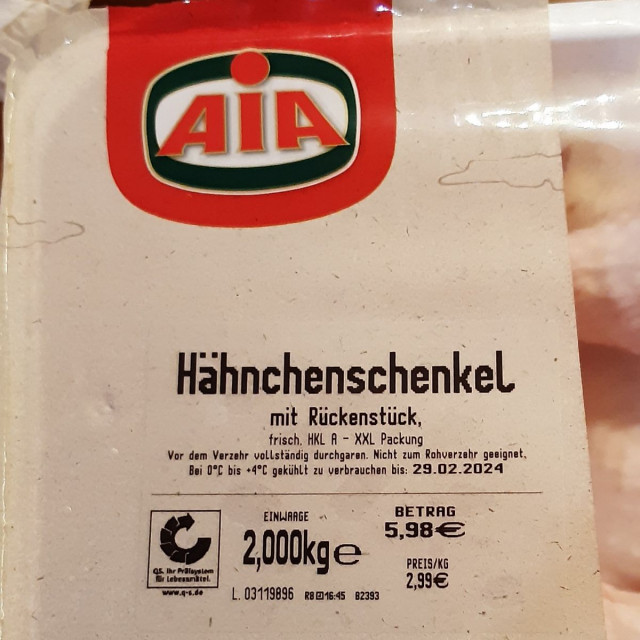 AIA
Hähnchenschenkel
mit Rückenstück,
frisch. HKL A - XXL Packung
Vor dem Verzehr vollständig durchgaren. Nicht zum Rohverzehr geeignet.
Bei 0°C bis +4°C gekühlt zu verbrauchen bis: 29.02.2024
EINWAAGE
2,000kg e
BETRAG
5,98€
PREIS/KG
2,99€
QS. Ihr Prüfsystem
für Lebensmittel.
www.q-s.de
L. 03119896 R8 16:45 B2393